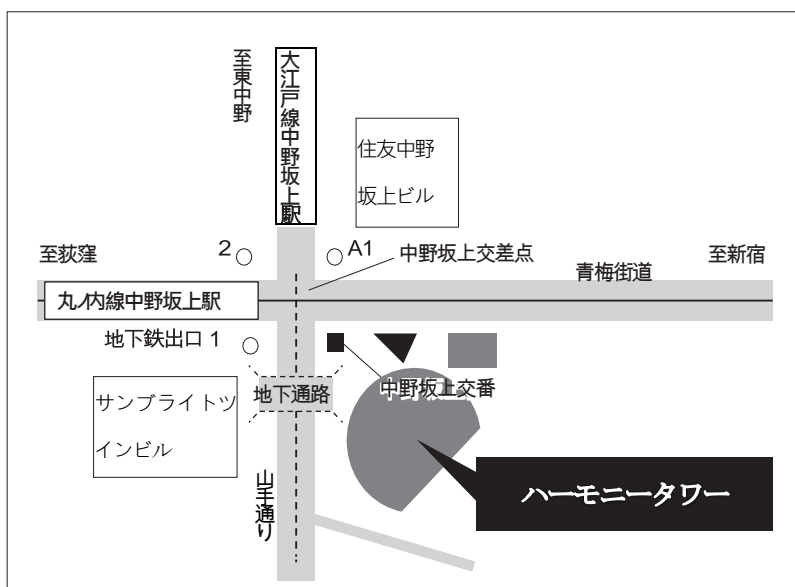 至東中野
大江戸線中野坂上駅
住友中野
坂上ビル
至荻窪
2
A1
中野坂上交差点
青梅街道
至新宿
丸ノ内線中野坂上駅
地下鉄出口 1
中野坂上交番
地下通路
サンブライトツ
インビル
山手通り
ハーモニータワー